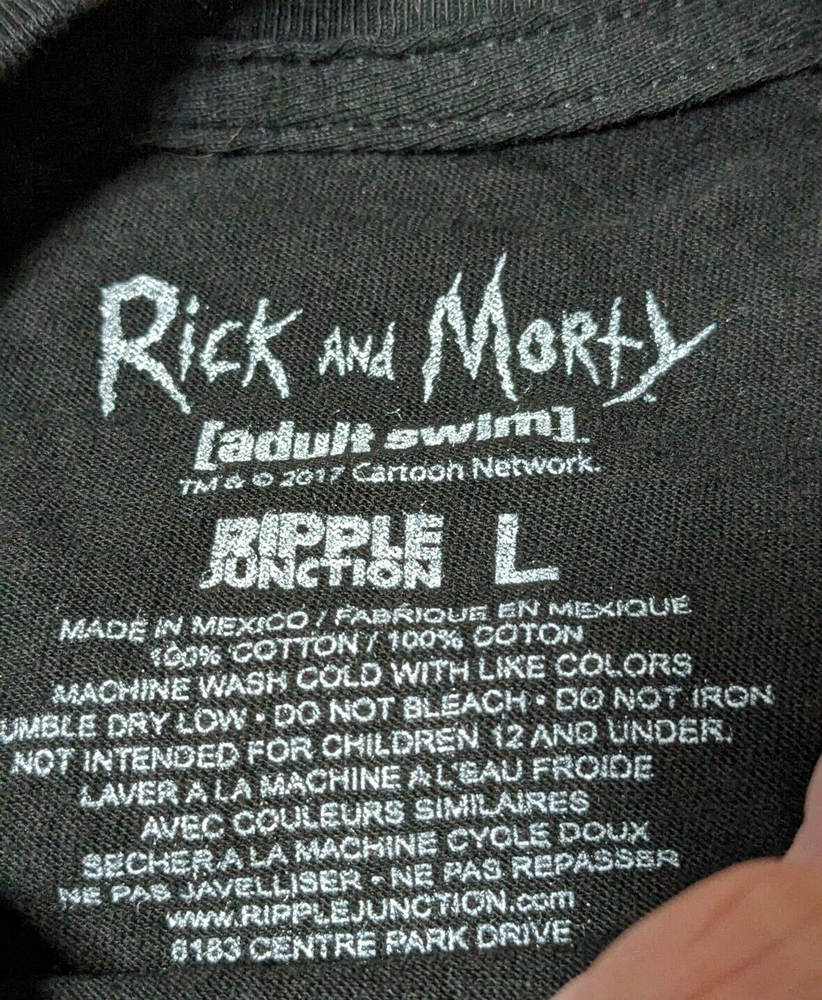 Rick AND Morty
[adult swim]™
TM & © 2017 Cartoon Network.
RIPPLE
JUNCTION
L
MADE IN MEXICO / FABRIQUE EN MEXIQUE
100% COTTON / 100% COTON
MACHINE WASH COLD WITH LIKE COLORS
UMBLE DRY LOW • DO NOT BLEACH • DO NOT IRON
NOT INTENDED FOR CHILDREN 12 AND UNDER.
LAVER A LA MACHINE A L'EAU FROIDE
AVEC COULEURS SIMILAIRES
SECHER A LA MACHINE CYCLE DOUX
NE PAS JAVELLISER • NE PAS REPASSER
www.RIPPLEJUNCTION.com
6183 CENTRE PARK DRIVE